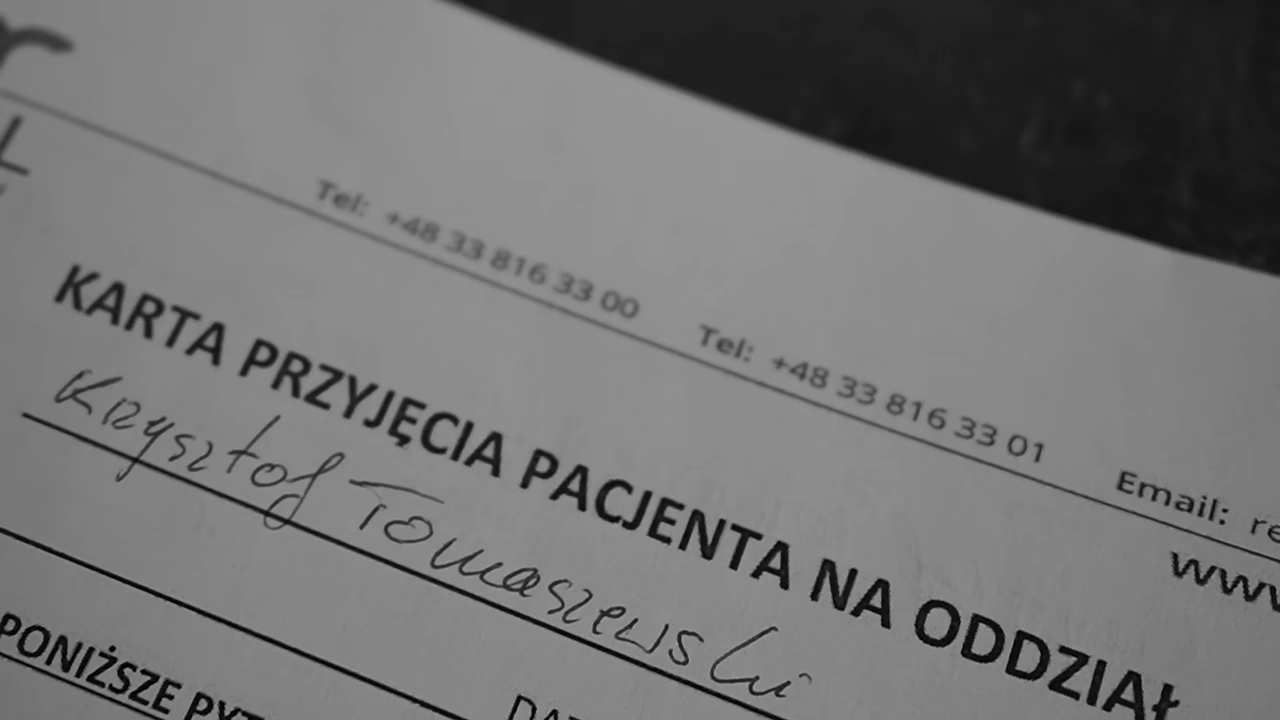 Tel: +48 33 816 33 00 Tel: +48 33 816 33 01 Email:
KARTA PRZYJĘCIA PACJENTA NA ODDZIAŁ
Krzysztof Tomaszewski
PONIŻSZE